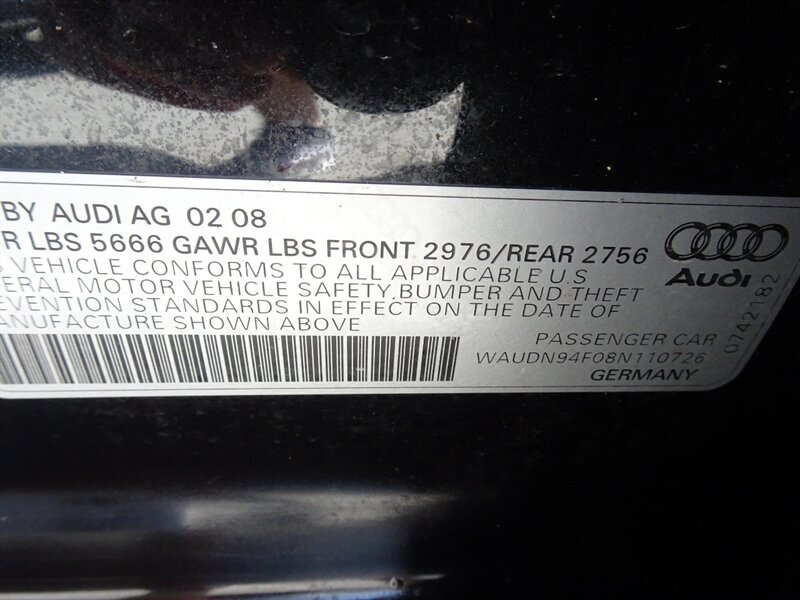 BY AUDI AG 02 08
R LBS 5666 GAWR LBS FRONT 2976/REAR 2756
VEHICLE CONFORMS TO ALL APPLICABLE U.S
ERAL MOTOR VEHICLE SAFETY, BUMPER AND THEFT
EVENTION STANDARDS IN EFFECT ON THE DATE OF
MANUFACTURE SHOWN ABOVE
Audi
0742182
PASSENGER CAR
WAUDN94F08N110726
GERMANY